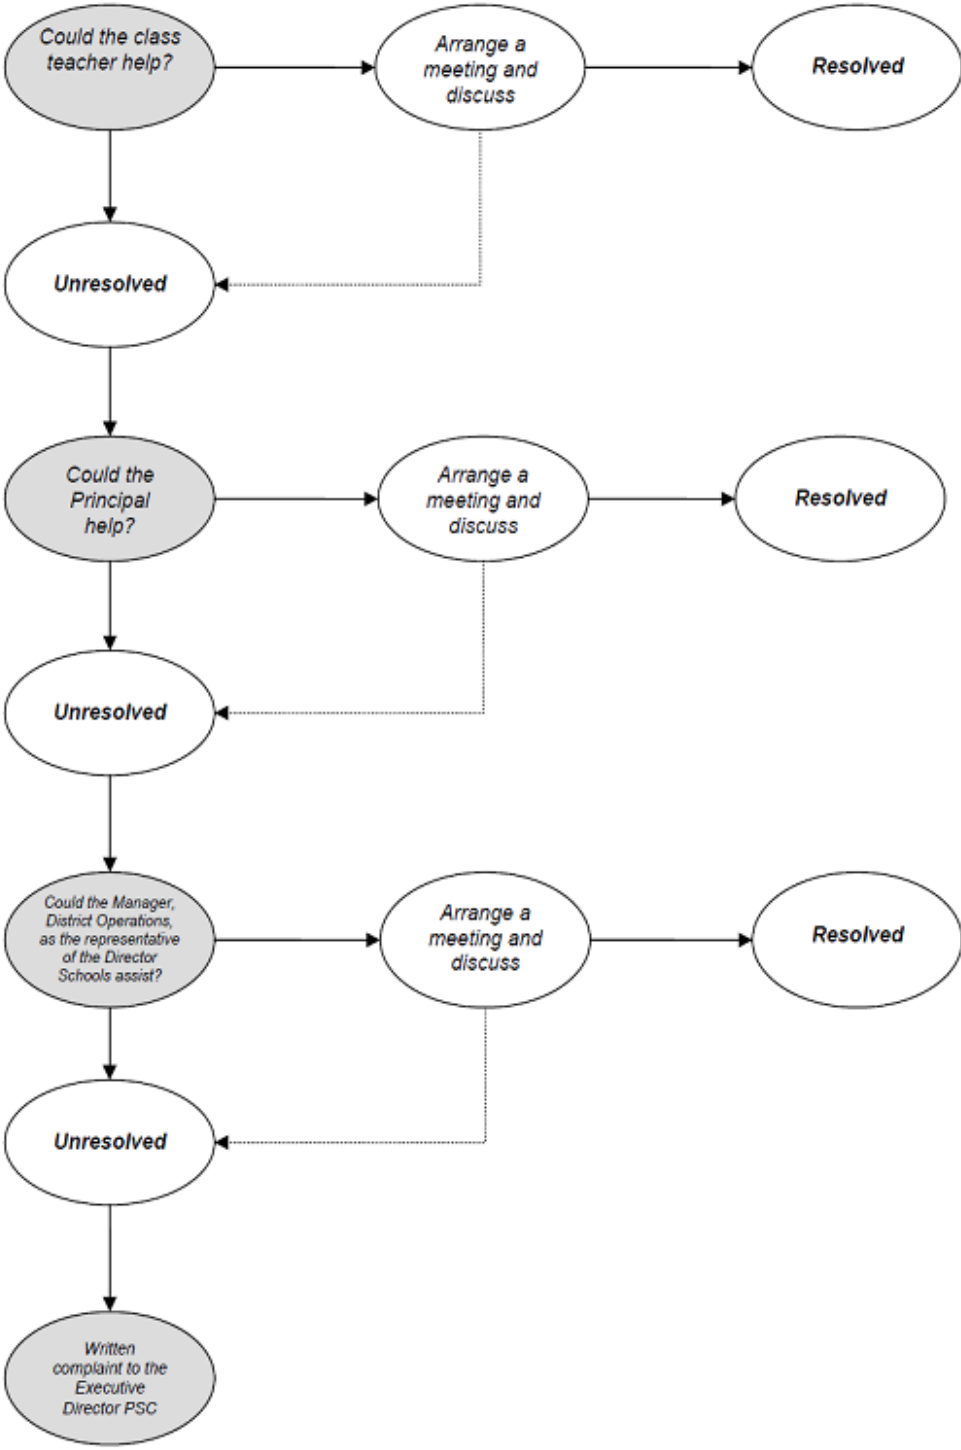 Could the class
teacher help?
Arrange a
meeting and
discuss
Resolved
Unresolved
Could the
Principal
help?
Arrange a
meeting and
discuss
Resolved
Unresolved
Could the Manager,
District Operations,
as the representative
of the Director
Schools assist?
Arrange a
meeting and
discuss
Resolved
Unresolved
Written
complaint to the
Executive
Director PSC